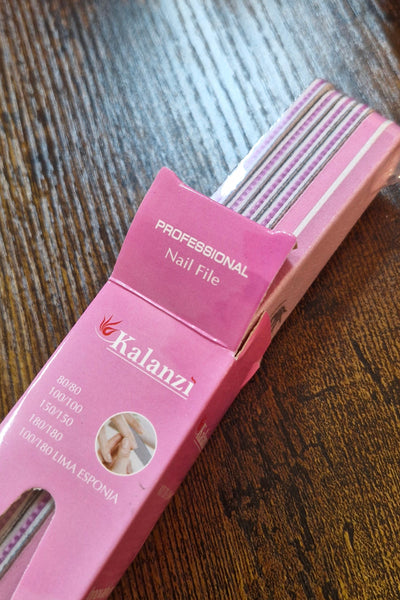 PROFESSIONAL
Nail File
Kalanzi
80/80
100/100
150/150
180/180
100/180 LIMA ESPONJA